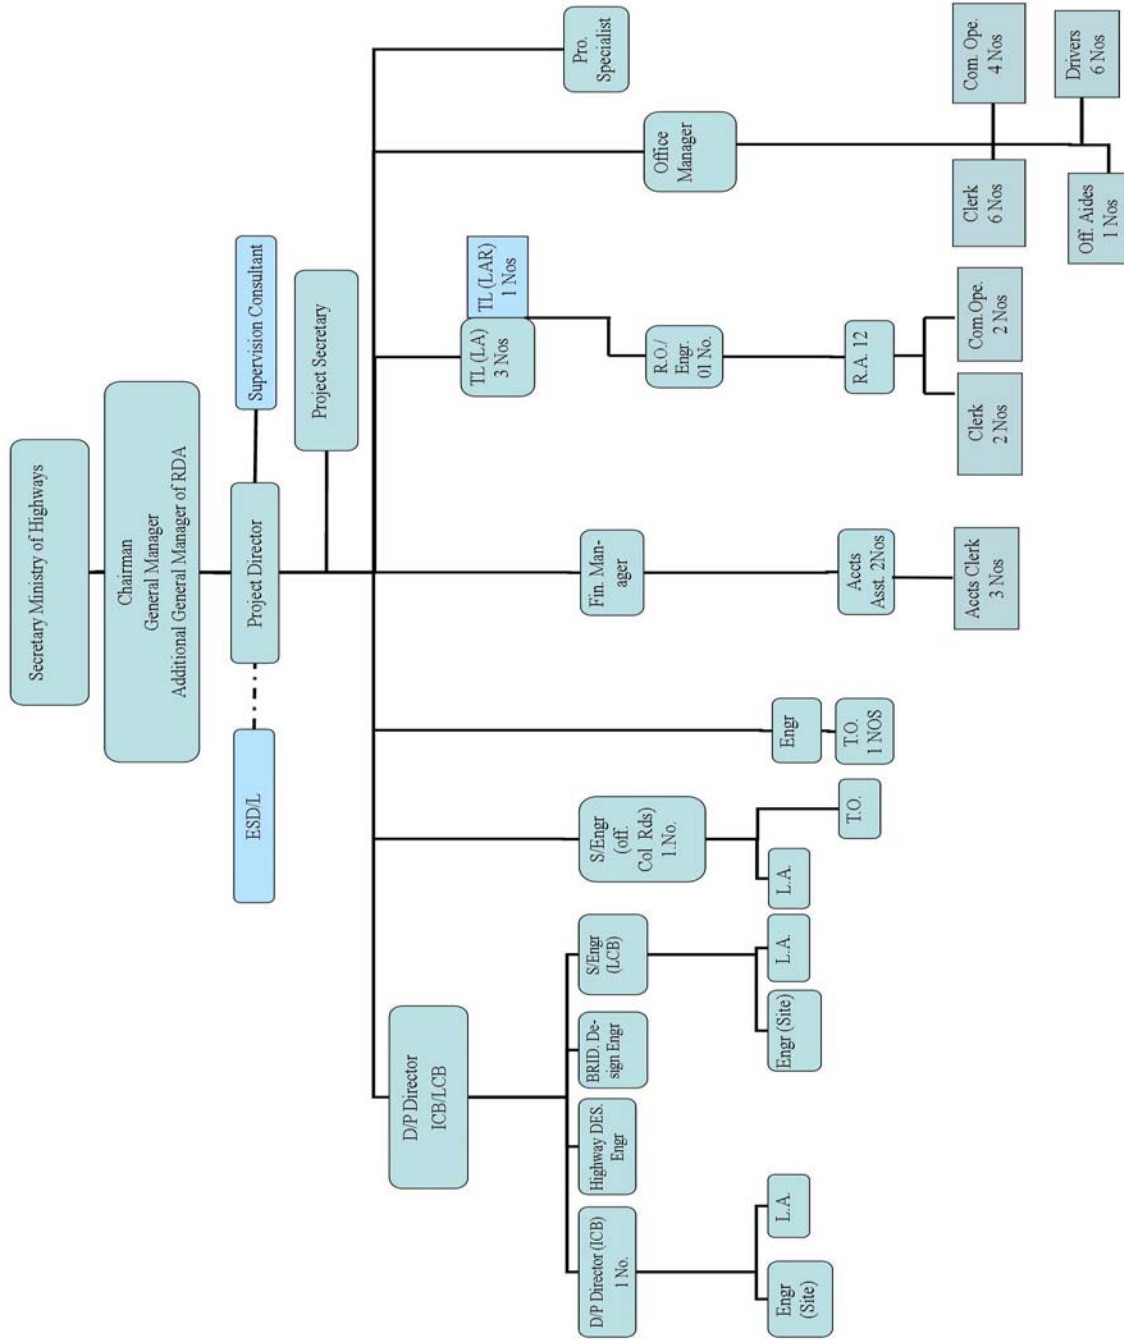 Secretary Ministry of Highways
Chairman
General Manager
Additional General Manager of RDA
ESD/L
Project Director
Supervision Consultant
Project Secretary
D/P Director
ICB/LCB
TL (LA)
3 Nos
TL (LAR)
1 Nos
D/P Director (ICB)
1 No.
Highway DES.
Engr
BRID. De-
sign Engr
S/Engr
(LCB)
S/Engr
(off.
Col Rds)
1.No.
Fin. Man-
ager
R.O./
Engr.
01 No.
Office
Manager
Pro.
Specialist
Engr
(Site)
L.A.
Engr (Site)
L.A.
L.A.
T.O.
Engr
T.O.
1 NOS
Accts
Asst. 2Nos
R.A. 12
Accts Clerk
3 Nos
Clerk
2 Nos
Com.Ope.
2 Nos
Clerk
6 Nos
Com. Ope.
4 Nos
Off. Aides
1 Nos
Drivers
6 Nos